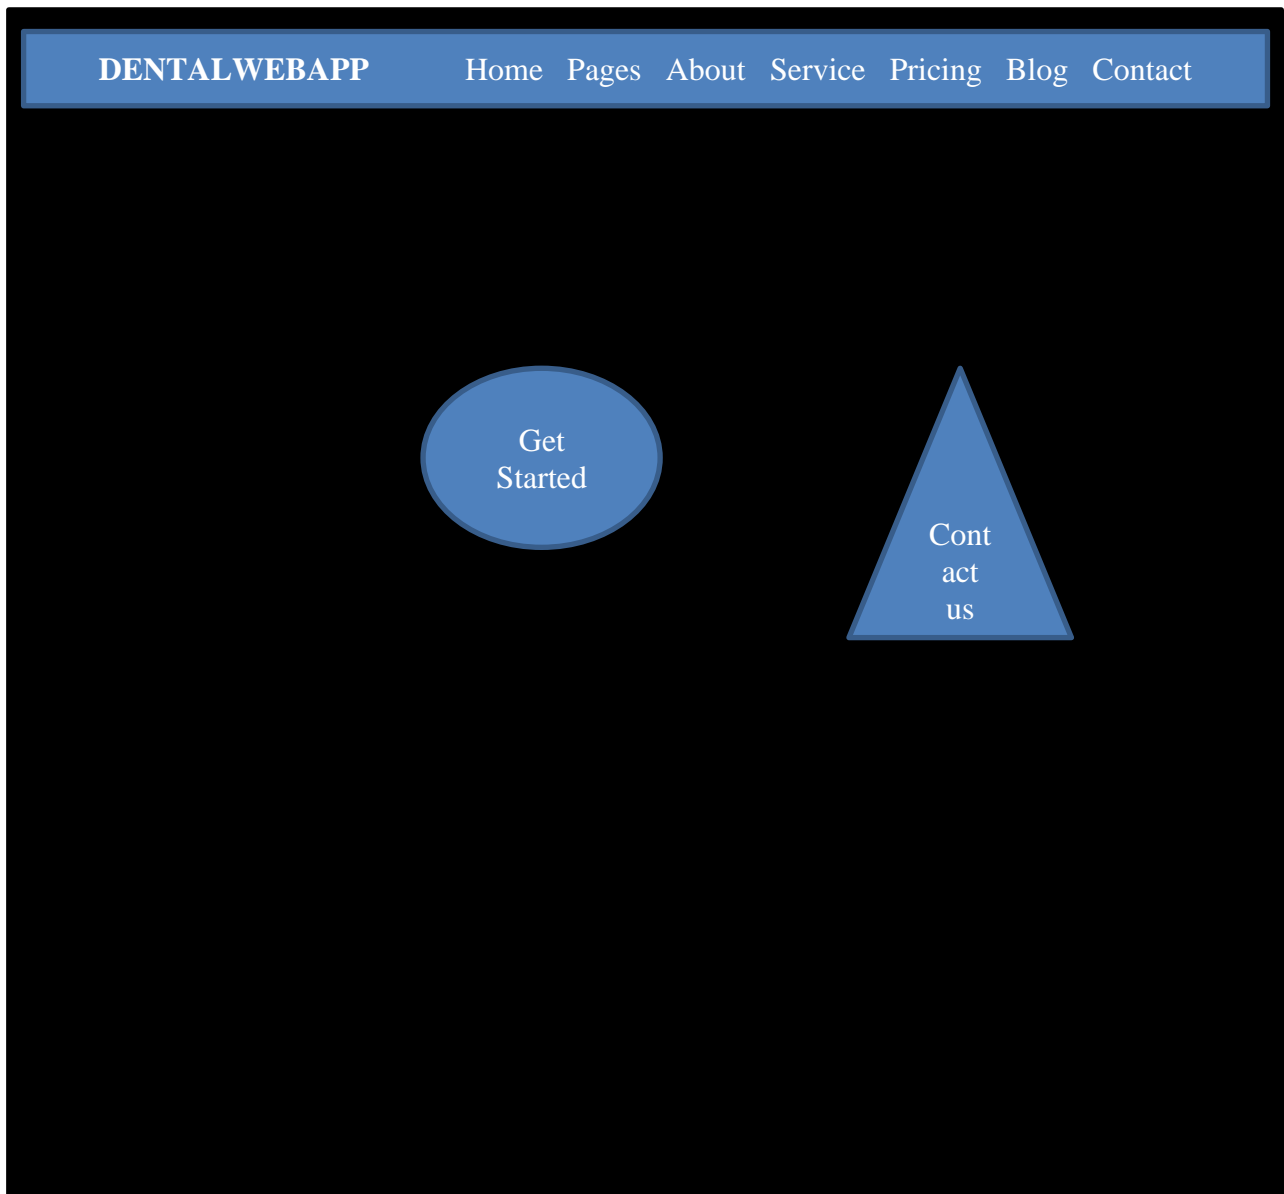 DENTALWEBAPP Home Pages About Service Pricing Blog Contact
Get
Started
Cont
act
us